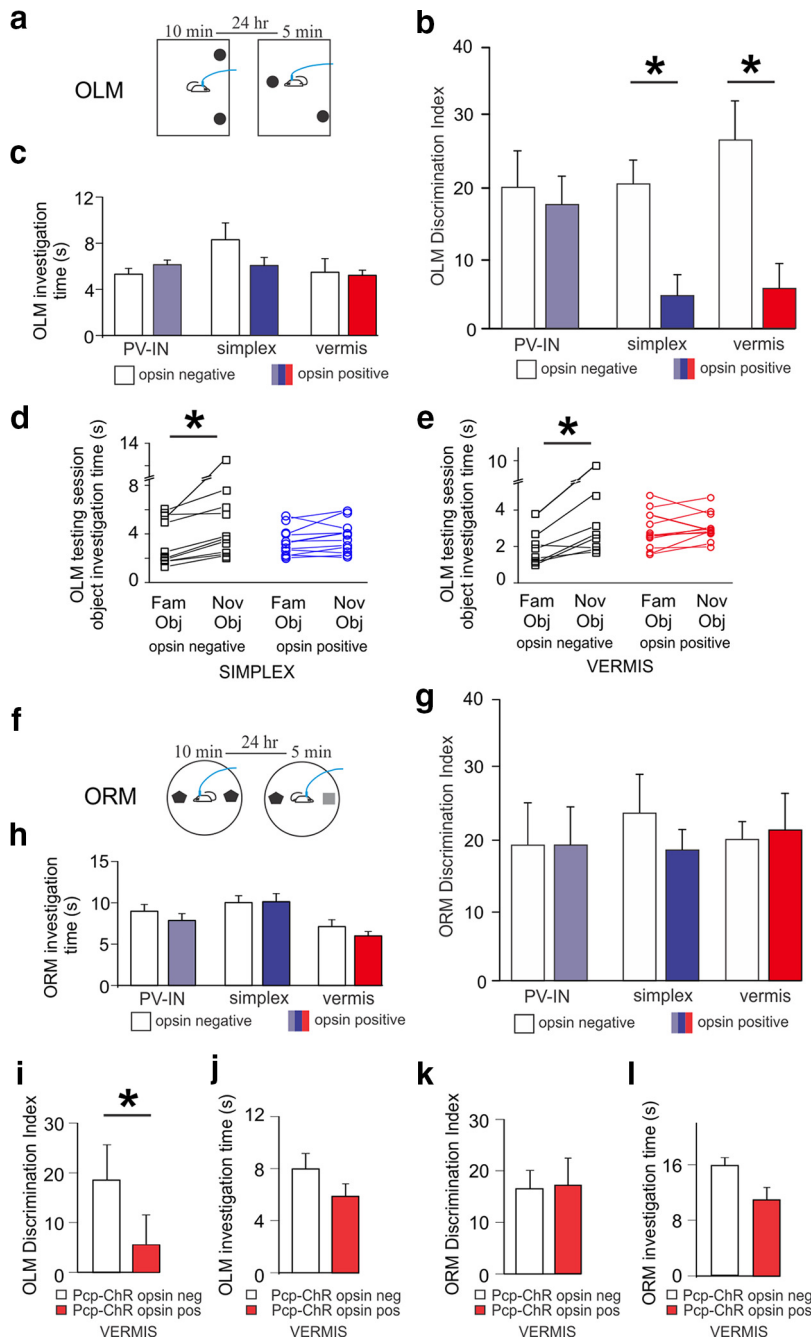 a
10 min 24 hr 5 min
OLM
b
OLM Discrimination Index
40
30
20
10
0
*
*
PV-IN simplex vermis
opsin negative opsin positive
c
OLM investigation
time (s)
12
8
4
0
PV-IN simplex vermis
opsin negative opsin positive
d
OLM testing session
object investigation time (s)
14
8
4
2
0
*
Fam Nov Fam Nov
Obj Obj Obj Obj
opsin negative opsin positive
SIMPLEX
e
OLM testing session
object investigation time (s)
10
4
2
0
*
Fam Nov Fam Nov
Obj Obj Obj Obj
opsin negative opsin positive
VERMIS
f
10 min 24 hr 5 min
ORM
g
ORM Discrimination Index
40
30
20
10
0
PV-IN simplex vermis
opsin negative opsin positive
h
ORM investigation
time (s)
15
10
5
0
PV-IN simplex vermis
opsin negative opsin positive
i
OLM Discrimination Index
30
20
10
0
*
Pcp-ChR opsin neg
Pcp-ChR opsin pos
VERMIS
j
OLM investigation time (s)
12
8
4
0
Pcp-ChR opsin neg
Pcp-ChR opsin pos
VERMIS
k
ORM Discrimination Index
30
20
10
0
Pcp-ChR opsin neg
Pcp-ChR opsin pos
VERMIS
l
ORM investigation time (s)
16
8
0
Pcp-ChR opsin neg
Pcp-ChR opsin pos
VERMIS